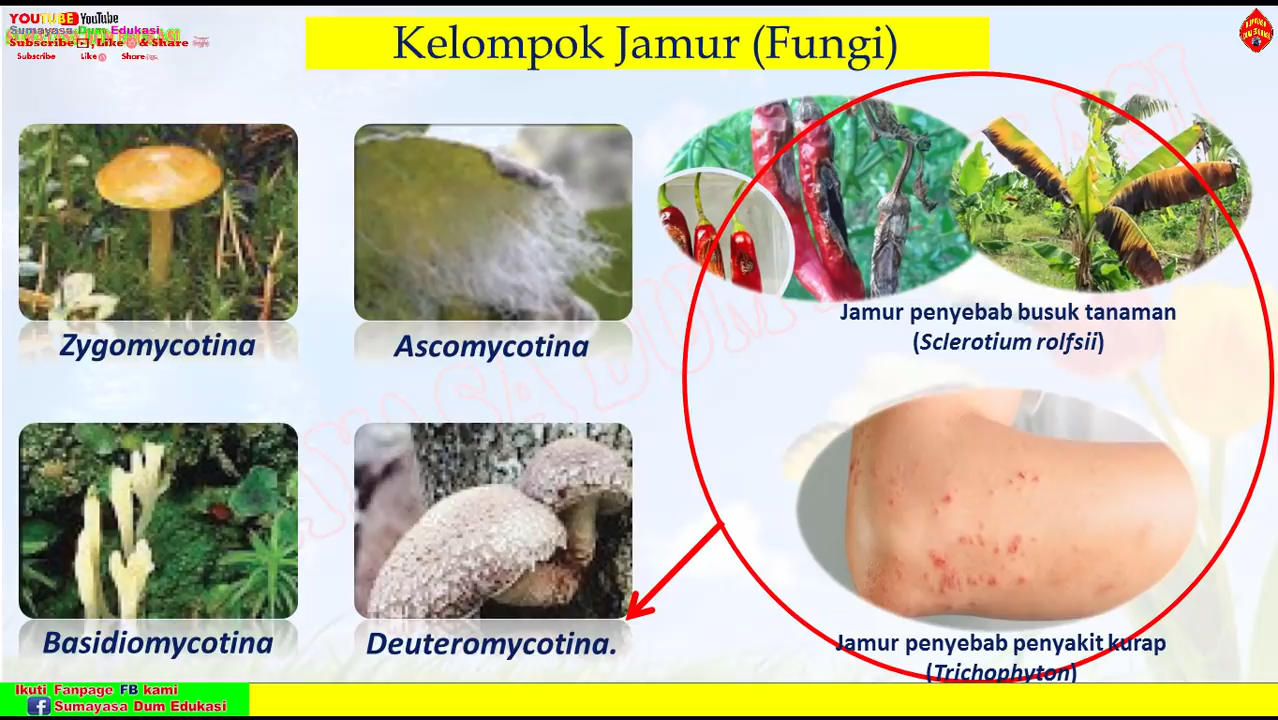 YOUTUBE YouTube
Sumayasa Dum Edukasi
Subscribe , Like & Share
Subscribe Like Share
Kelompok Jamur (Fungi)
Zygomycotina
Ascomycotina
Jamur penyebab busuk tanaman
(Sclerotium rolfsii)
Basidiomycotina
Deuteromycotina.
Jamur penyebab penyakit kurap
(Trichophyton)
Ikuti Fanpage FB kami
Sumayasa Dum Edukasi